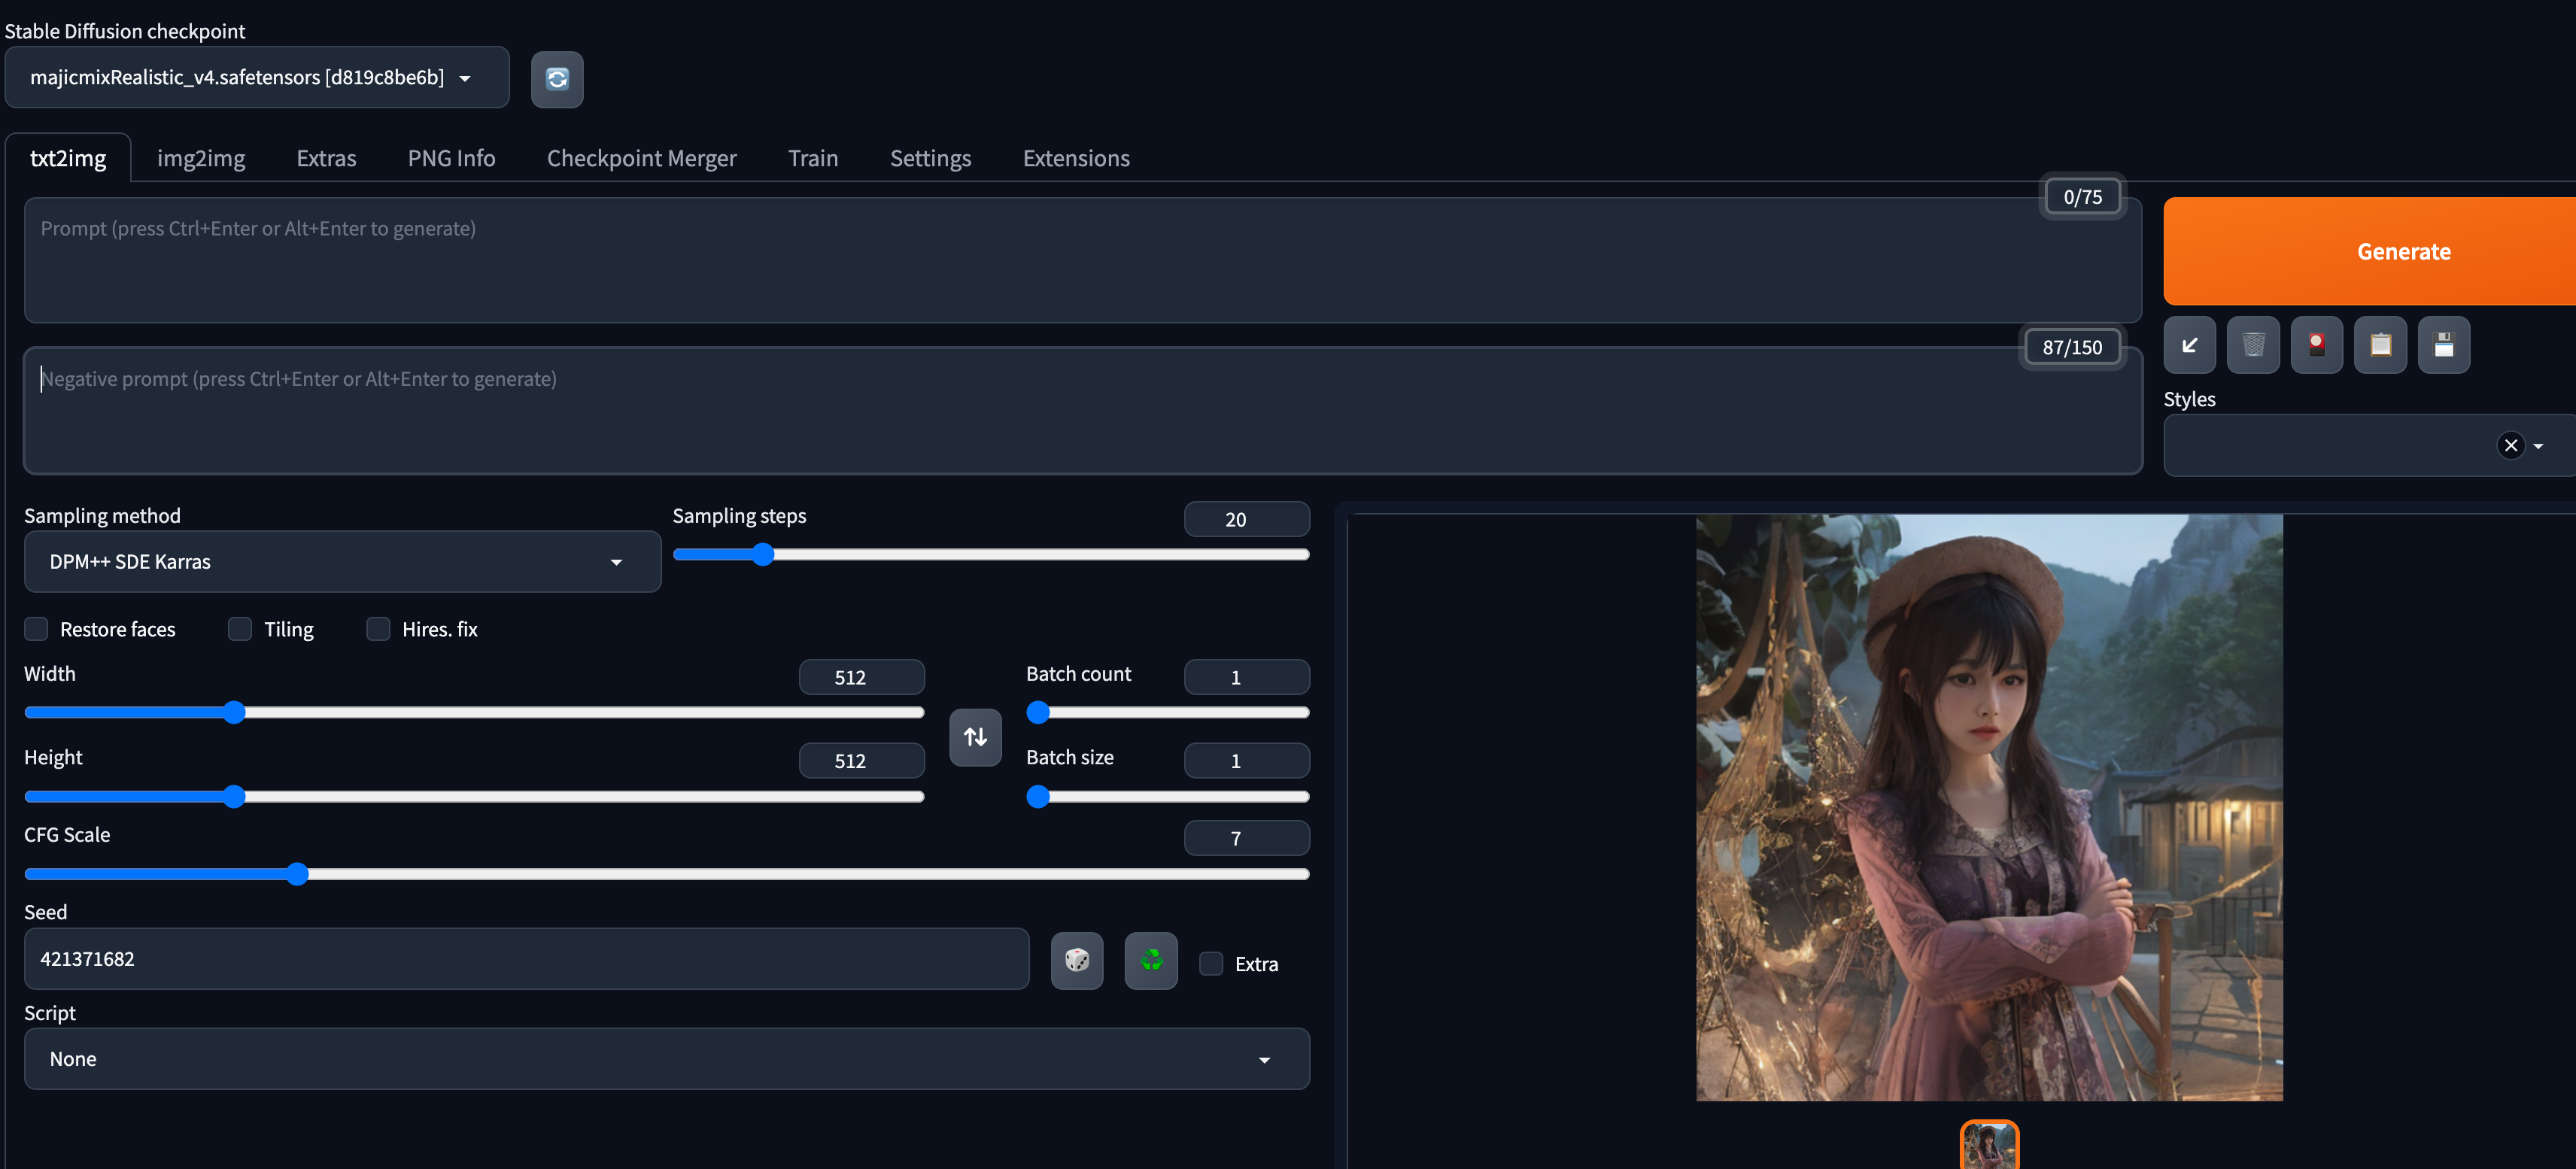 Stable Diffusion checkpoint
majicmixRealistic_v4.safetensors [d819c8be6b]
txt2img img2img Extras PNG Info Checkpoint Merger Train Settings Extensions
0/75
Prompt (press Ctrl+Enter or Alt+Enter to generate)
Generate
87/150
Negative prompt (press Ctrl+Enter or Alt+Enter to generate)
Styles
Sampling method
DPM++ SDE Karras
Sampling steps 20
Restore faces Tiling Hires. fix
Width 512
Batch count 1
Height 512
Batch size 1
CFG Scale 7
Seed
421371682
Extra
Script
None